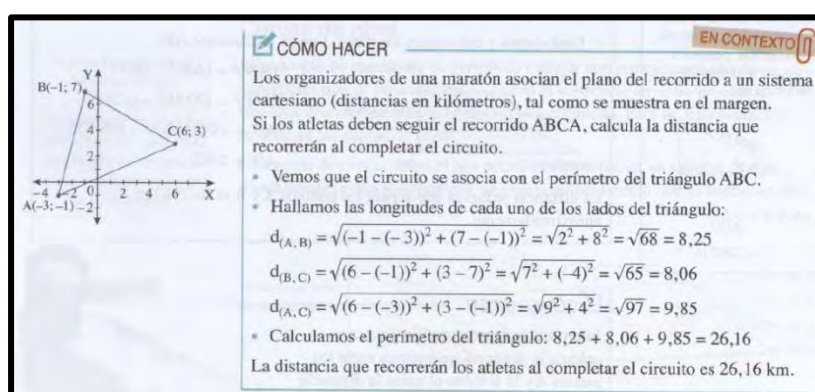 CÓMO HACER
EN CONTEXTO
Los organizadores de una maratón asocian el plano del recorrido a un sistema
cartesiano (distancias en kilómetros), tal como se muestra en el margen.
Si los atletas deben seguir el recorrido ABCA, calcula la distancia que
recorrerán al completar el circuito.
• Vemos que el circuito se asocia con el perímetro del triángulo ABC.
• Hallamos las longitudes de cada uno de los lados del triángulo:
d(A, B) = √(−1 − (−3))² + (7 − (−1))² = √2² + 8² = √68 = 8,25
d(B, C) = √(6 − (−1))² + (3 − 7)² = √7² + (−4)² = √65 = 8,06
d(A, C) = √(6 − (−3))² + (3 − (−1))² = √9² + 4² = √97 = 9,85
• Calculamos el perímetro del triángulo: 8,25 + 8,06 + 9,85 = 26,16
La distancia que recorrerán los atletas al completar el circuito es 26,16 km.
Y
B(−1; 7)
6
4
C(6; 3)
2
−4 −2 0 2 4 6 X
A(−3; −1) −2